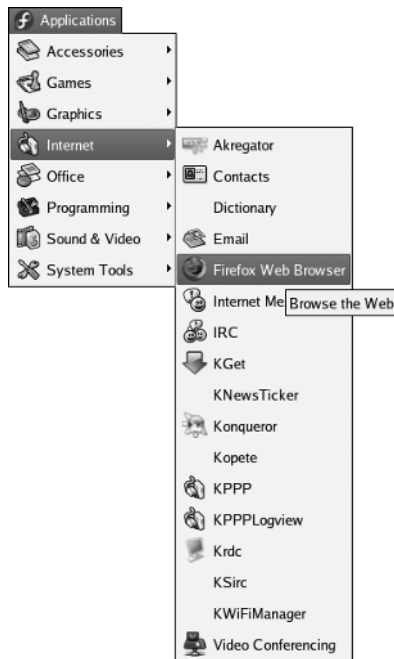 Applications
Accessories
Games
Graphics
Internet
Office
Programming
Sound & Video
System Tools
Akregator
Contacts
Dictionary
Email
Firefox Web Browser
Internet Me
Browse the Web
IRC
KGet
KNewsTicker
Konqueror
Kopete
KPPP
KPPPLogview
Krdc
KSirc
KWiFiManager
Video Conferencing